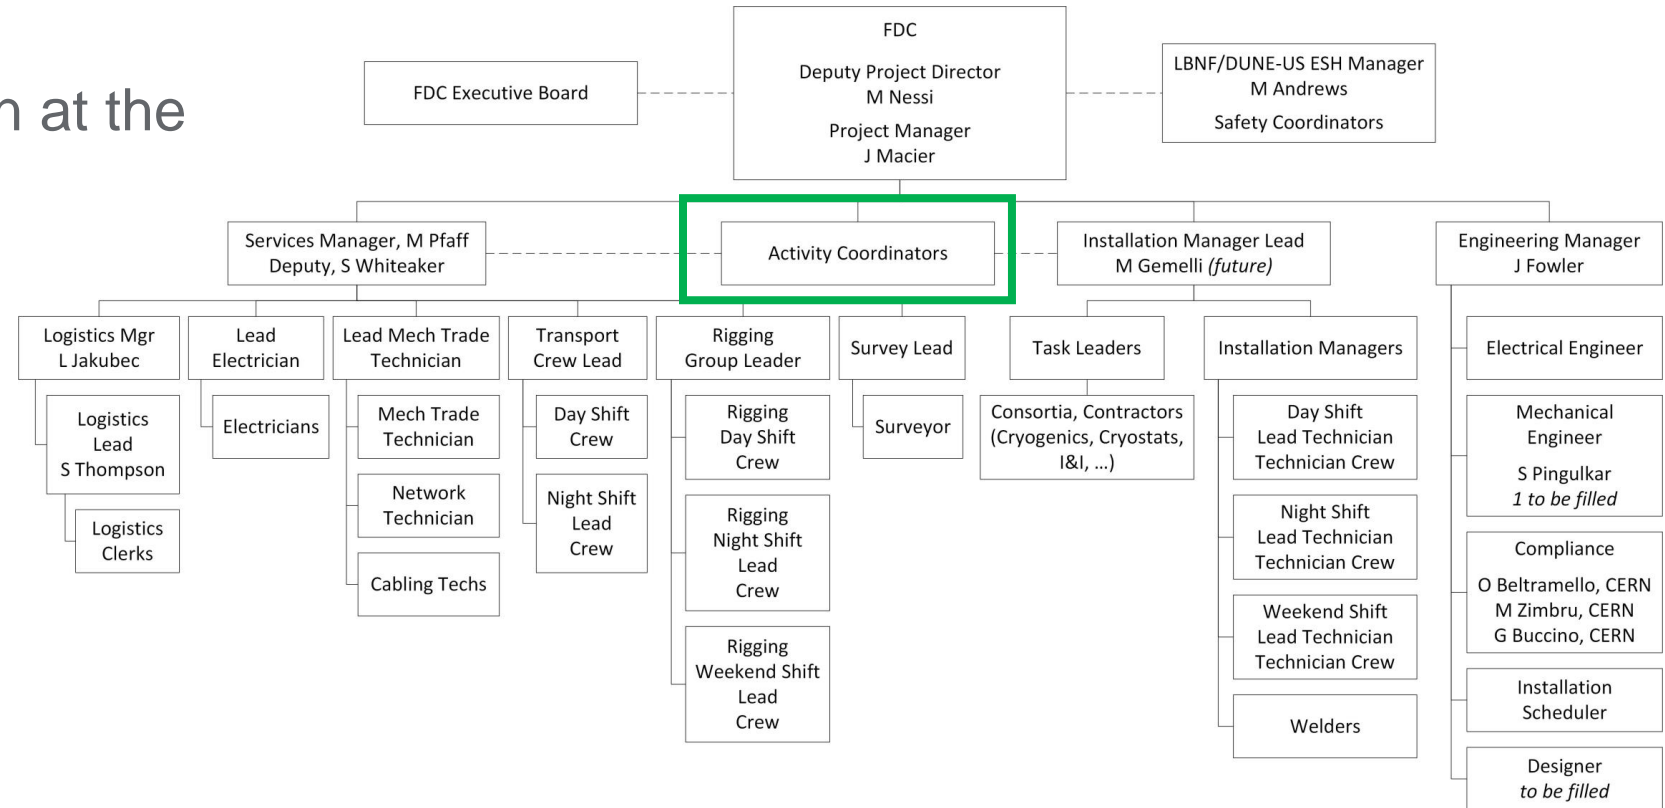 n at the
FDC
Deputy Project Director
M Nessi
Project Manager
J Macier
FDC Executive Board
LBNF/DUNE-US ESH Manager
M Andrews
Safety Coordinators
Services Manager, M Pfaff
Deputy, S Whiteaker
Activity Coordinators
Installation Manager Lead
M Gemelli (future)
Engineering Manager
J Fowler
Logistics Mgr
L Jakubec
Logistics
Lead
S Thompson
Logistics
Clerks
Lead
Electrician
Electricians
Lead Mech Trade
Technician
Mech Trade
Technician
Network
Technician
Cabling Techs
Transport
Crew Lead
Day Shift
Crew
Night Shift
Lead
Crew
Rigging
Group Leader
Rigging
Day Shift
Crew
Rigging
Night Shift
Lead
Crew
Rigging
Weekend Shift
Lead
Crew
Survey Lead
Surveyor
Task Leaders
Consortia, Contractors
(Cryogenics, Cryostats,
I&I, ...)
Installation Managers
Day Shift
Lead Technician
Technician Crew
Night Shift
Lead Technician
Technician Crew
Weekend Shift
Lead Technician
Technician Crew
Welders
Electrical Engineer
Mechanical
Engineer
S Pingulkar
1 to be filled
Compliance
O Beltramello, CERN
M Zimbru, CERN
G Buccino, CERN
Installation
Scheduler
Designer
to be filled